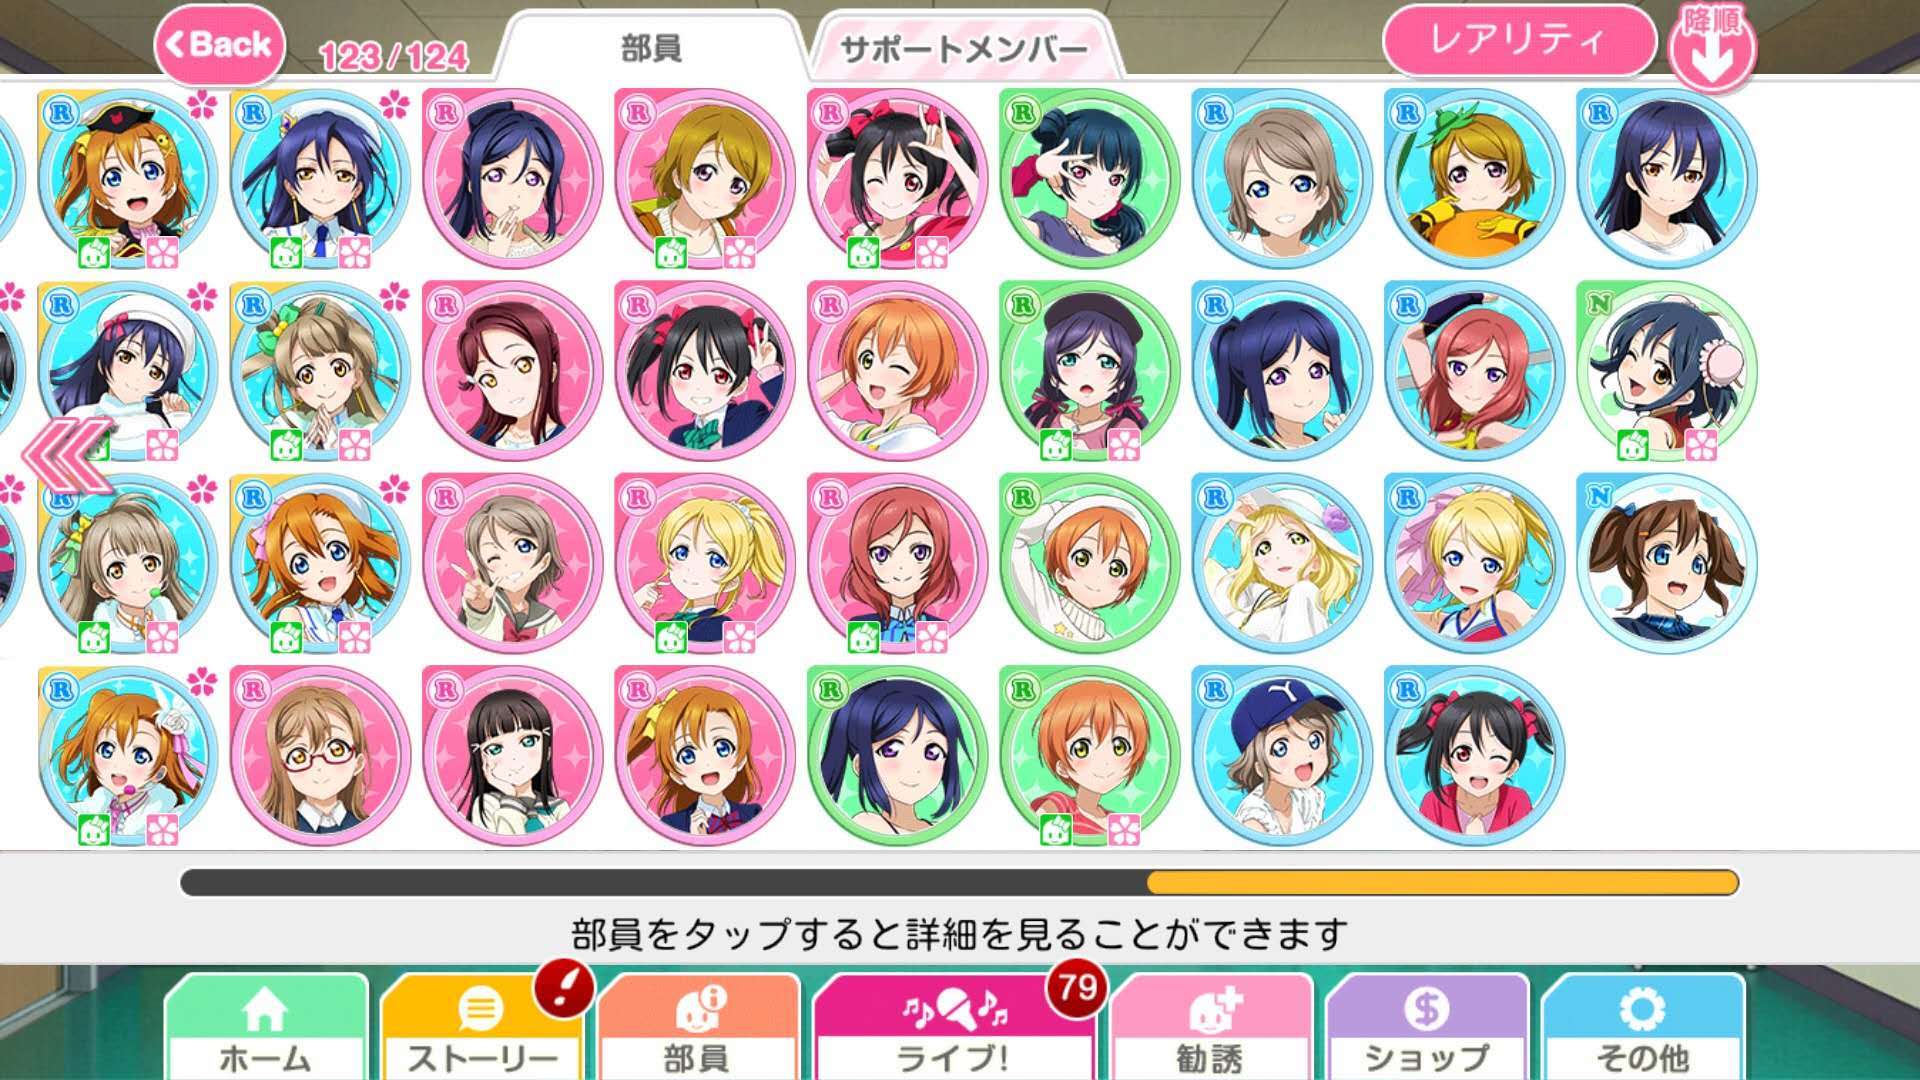 Back
123/124
部員
サポートメンバー
レアリティ
降順
R R R R R R R R R
R R R R R R R R N
R R R R R R R R N
R R R R R R R R
部員をタップすると詳細を見ることができます
79
ホーム
ストーリー
部員
ライブ!
勧誘
ショップ
その他